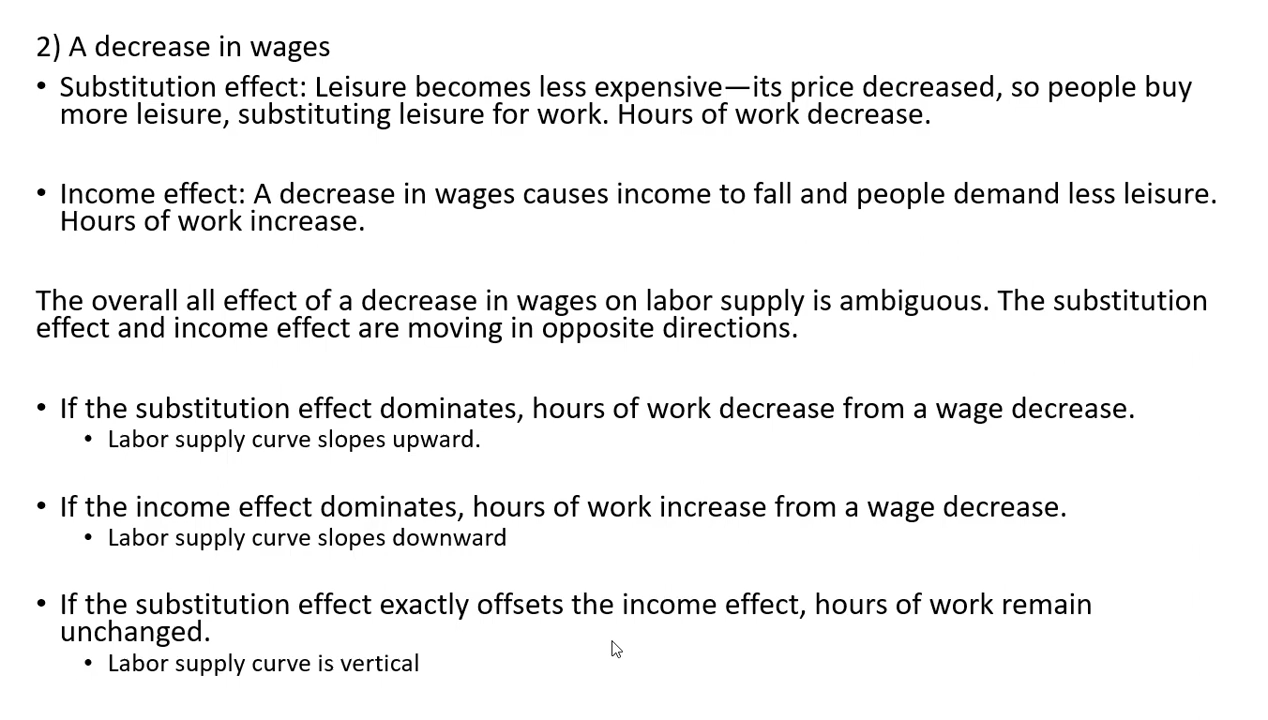 2) A decrease in wages
• Substitution effect: Leisure becomes less expensive—its price decreased, so people buy
more leisure, substituting leisure for work. Hours of work decrease.
• Income effect: A decrease in wages causes income to fall and people demand less leisure.
Hours of work increase.
The overall all effect of a decrease in wages on labor supply is ambiguous. The substitution
effect and income effect are moving in opposite directions.
• If the substitution effect dominates, hours of work decrease from a wage decrease.
• Labor supply curve slopes upward.
• If the income effect dominates, hours of work increase from a wage decrease.
• Labor supply curve slopes downward
• If the substitution effect exactly offsets the income effect, hours of work remain
unchanged.
• Labor supply curve is vertical